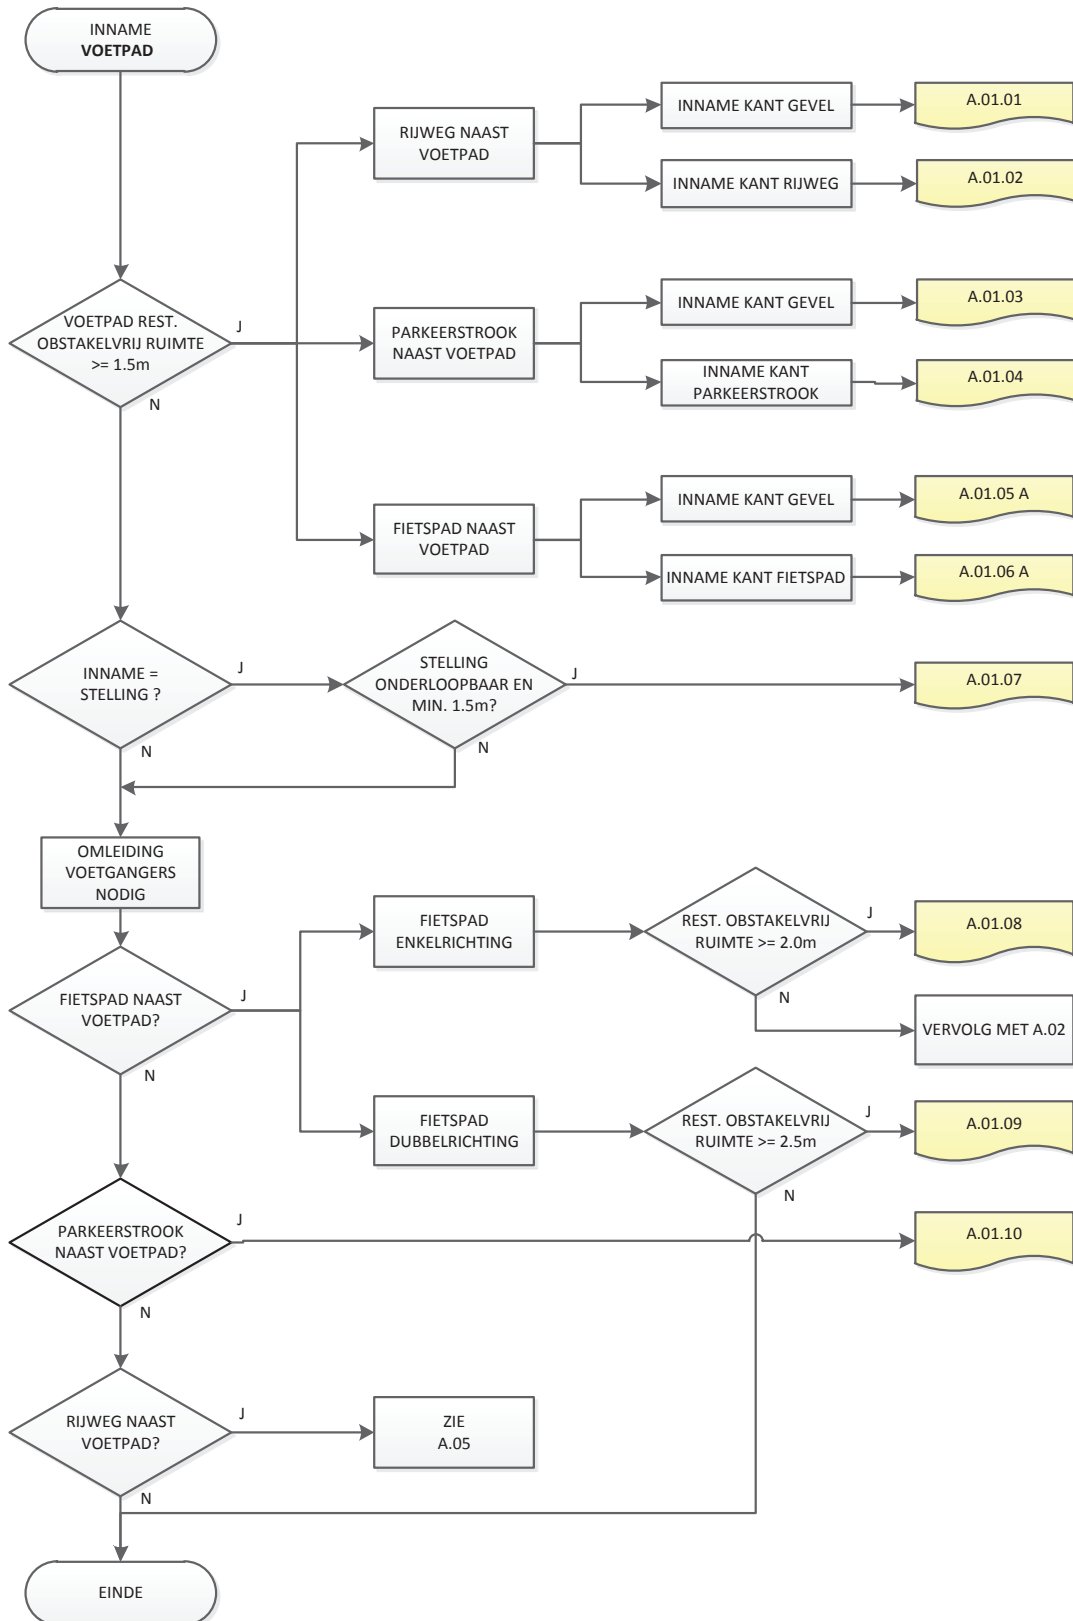 INNAME
VOETPAD
INNAME KANT GEVEL
A.01.01
RIJWEG NAAST
VOETPAD
INNAME KANT RIJWEG
A.01.02
VOETPAD REST.
OBSTAKELVRIJ RUIMTE
>= 1.5m
J
N
PARKEERSTROOK
NAAST VOETPAD
INNAME KANT GEVEL
A.01.03
INNAME KANT
PARKEERSTROOK
A.01.04
FIETSPAD NAAST
VOETPAD
INNAME KANT GEVEL
A.01.05 A
INNAME KANT FIETSPAD
A.01.06 A
INNAME =
STELLING ?
J
N
STELLING
ONDERLOOPBAAR EN
MIN. 1.5m?
J
N
A.01.07
OMLEIDING
VOETGANGERS
NODIG
FIETSPAD NAAST
VOETPAD?
J
N
FIETSPAD
ENKELRICHTING
REST. OBSTAKELVRIJ
RUIMTE >= 2.0m
J
N
A.01.08
VERVOLG MET A.02
FIETSPAD
DUBBELRICHTING
REST. OBSTAKELVRIJ
RUIMTE >= 2.5m
J
N
A.01.09
PARKEERSTROOK
NAAST VOETPAD?
J
N
A.01.10
RIJWEG NAAST
VOETPAD?
J
N
ZIE
A.05
EINDE